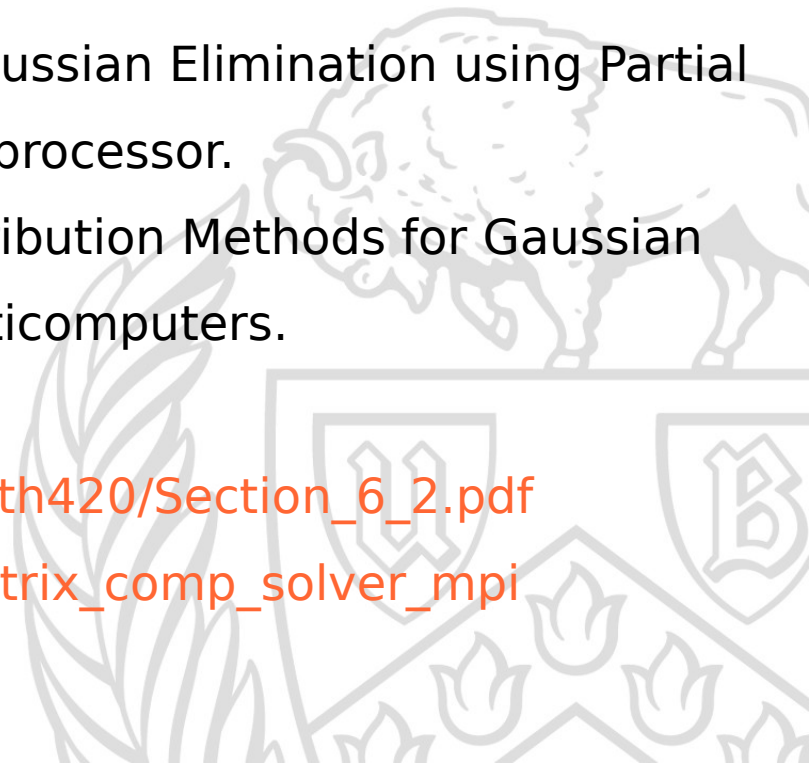 ussian Elimination using Partial
processor.
ibution Methods for Gaussian
ticomputers.
th420/Section_6_2.pdf
trix_comp_solver_mpi
U B